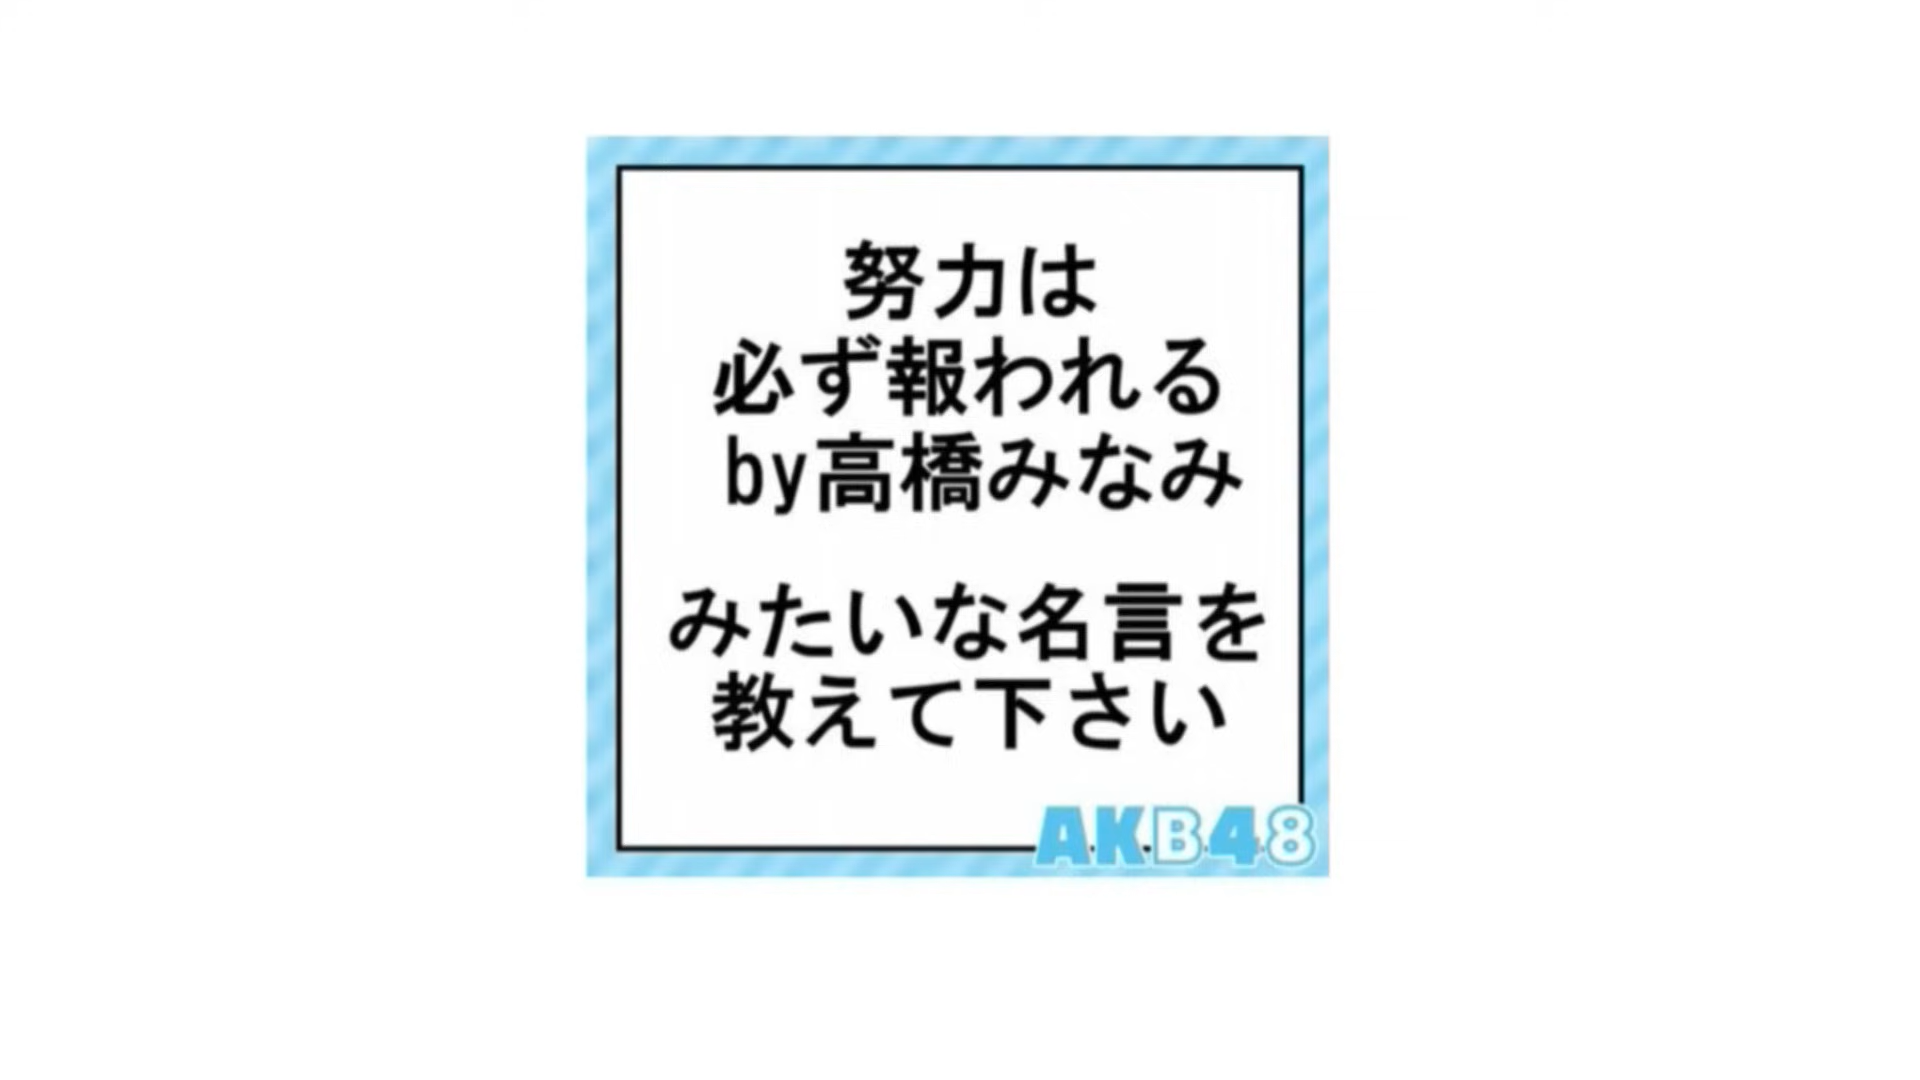 努力は
必ず報われる
by高橋みなみ
みたいな名言を
教えて下さい
AKB48